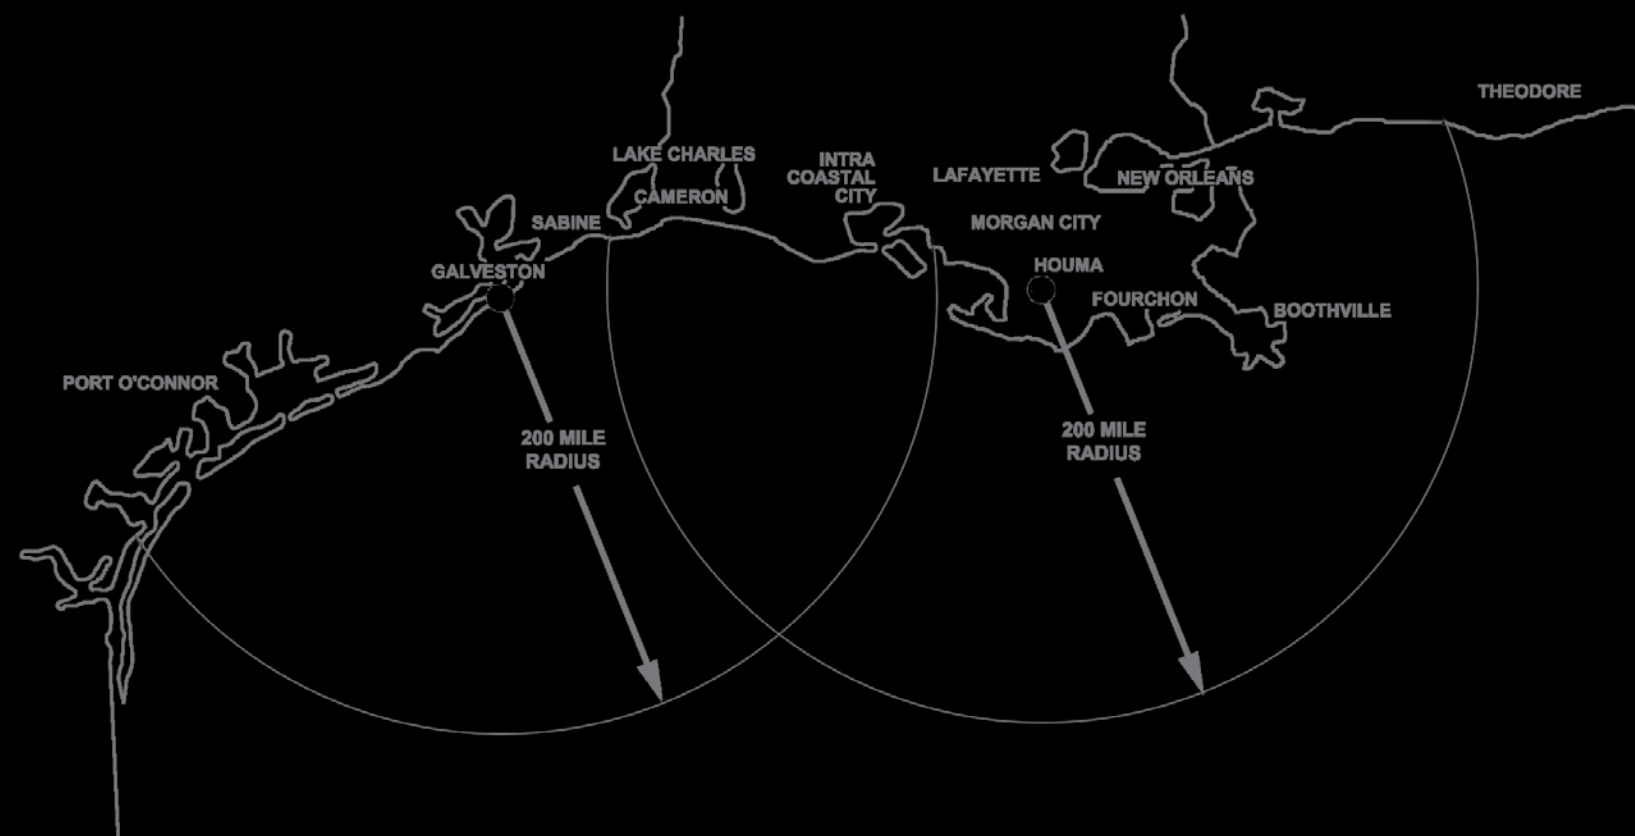 THEODORE
LAKE CHARLES
CAMERON
INTRA
COASTAL
CITY
LAFAYETTE
NEW ORLEANS
SABINE
MORGAN CITY
GALVESTON
HOUMA
FOURCHON
BOOTHVILLE
PORT O'CONNOR
200 MILE
RADIUS
200 MILE
RADIUS